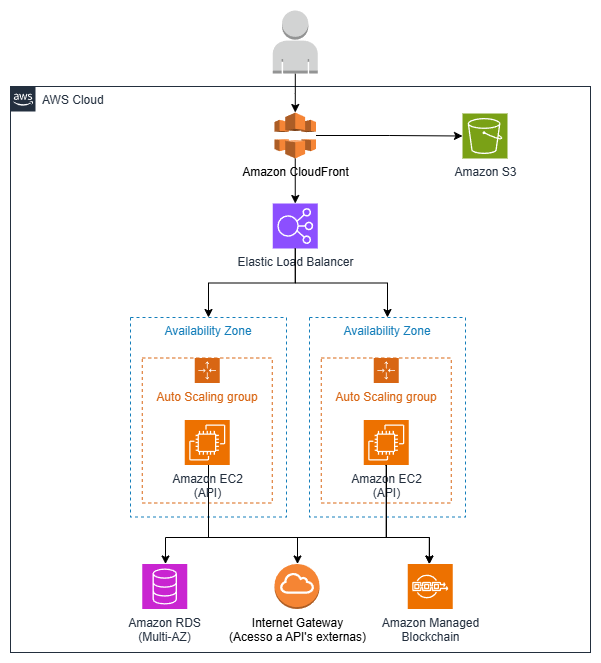 aws
AWS Cloud
Amazon CloudFront
Amazon S3
Elastic Load Balancer
Availability Zone
Auto Scaling group
Amazon EC2
(API)
Availability Zone
Auto Scaling group
Amazon EC2
(API)
Amazon RDS
(Multi-AZ)
Internet Gateway
(Acesso a API's externas)
Amazon Managed
Blockchain